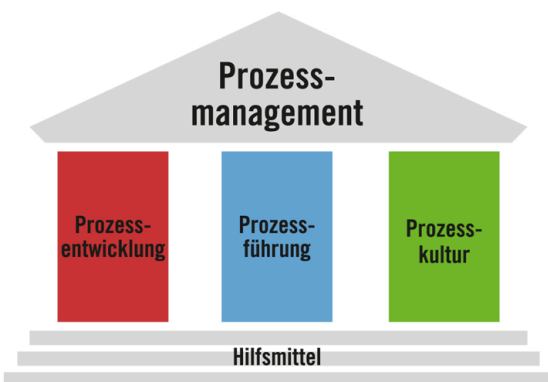 Prozess-
management
Prozess-
entwicklung
Prozess-
führung
Prozess-
kultur
Hilfsmittel